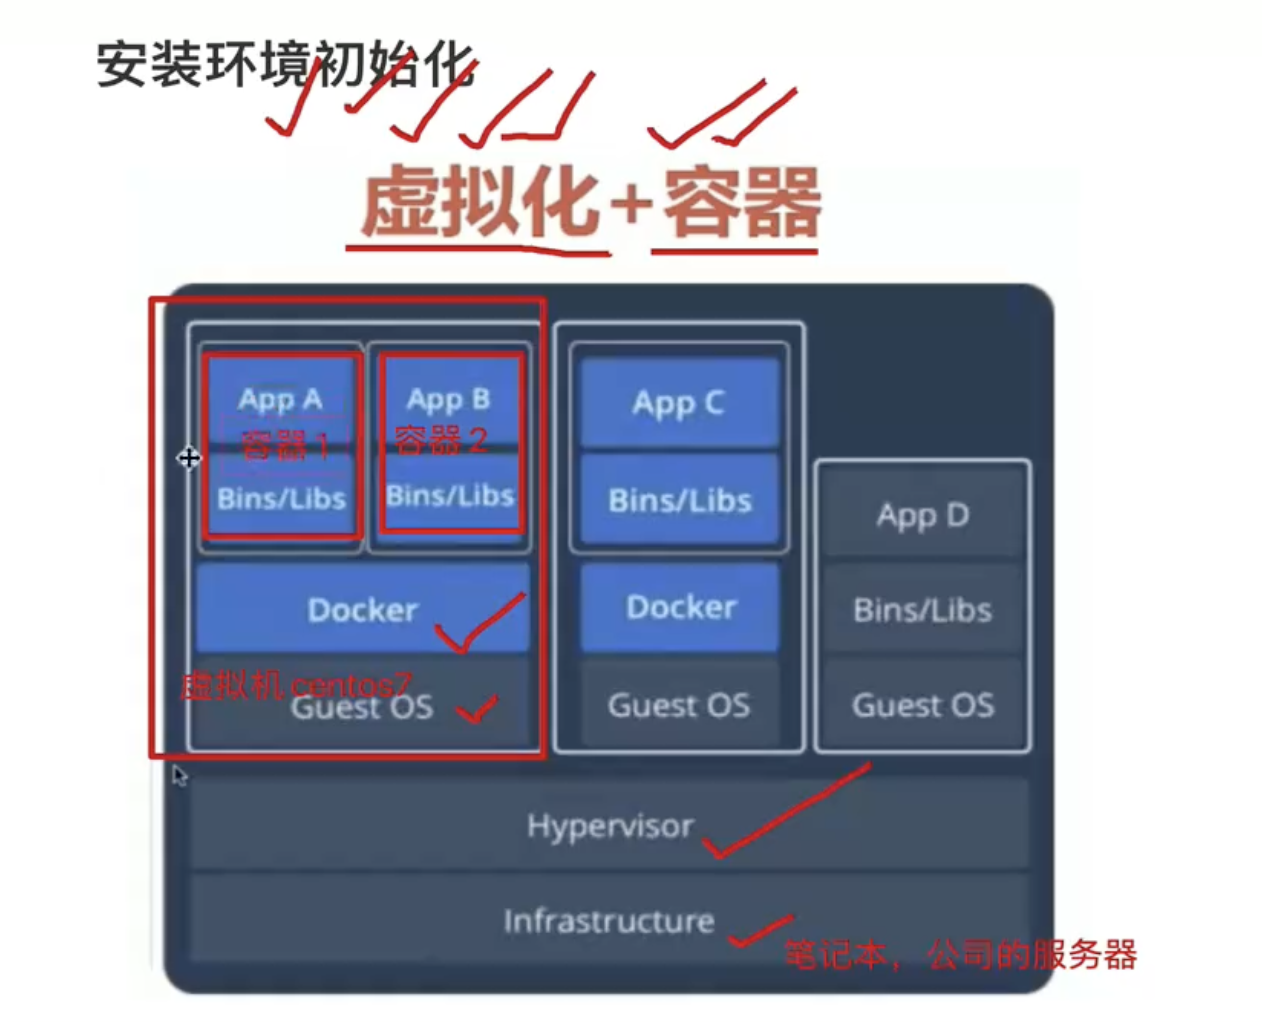 安装环境初始化
虚拟化+容器
App A
容器1
Bins/Libs
App B
容器2
Bins/Libs
Docker
虚拟机 centos7
Guest OS
App C
Bins/Libs
Docker
Guest OS
App D
Bins/Libs
Guest OS
Hypervisor
Infrastructure
笔记本，公司的服务器